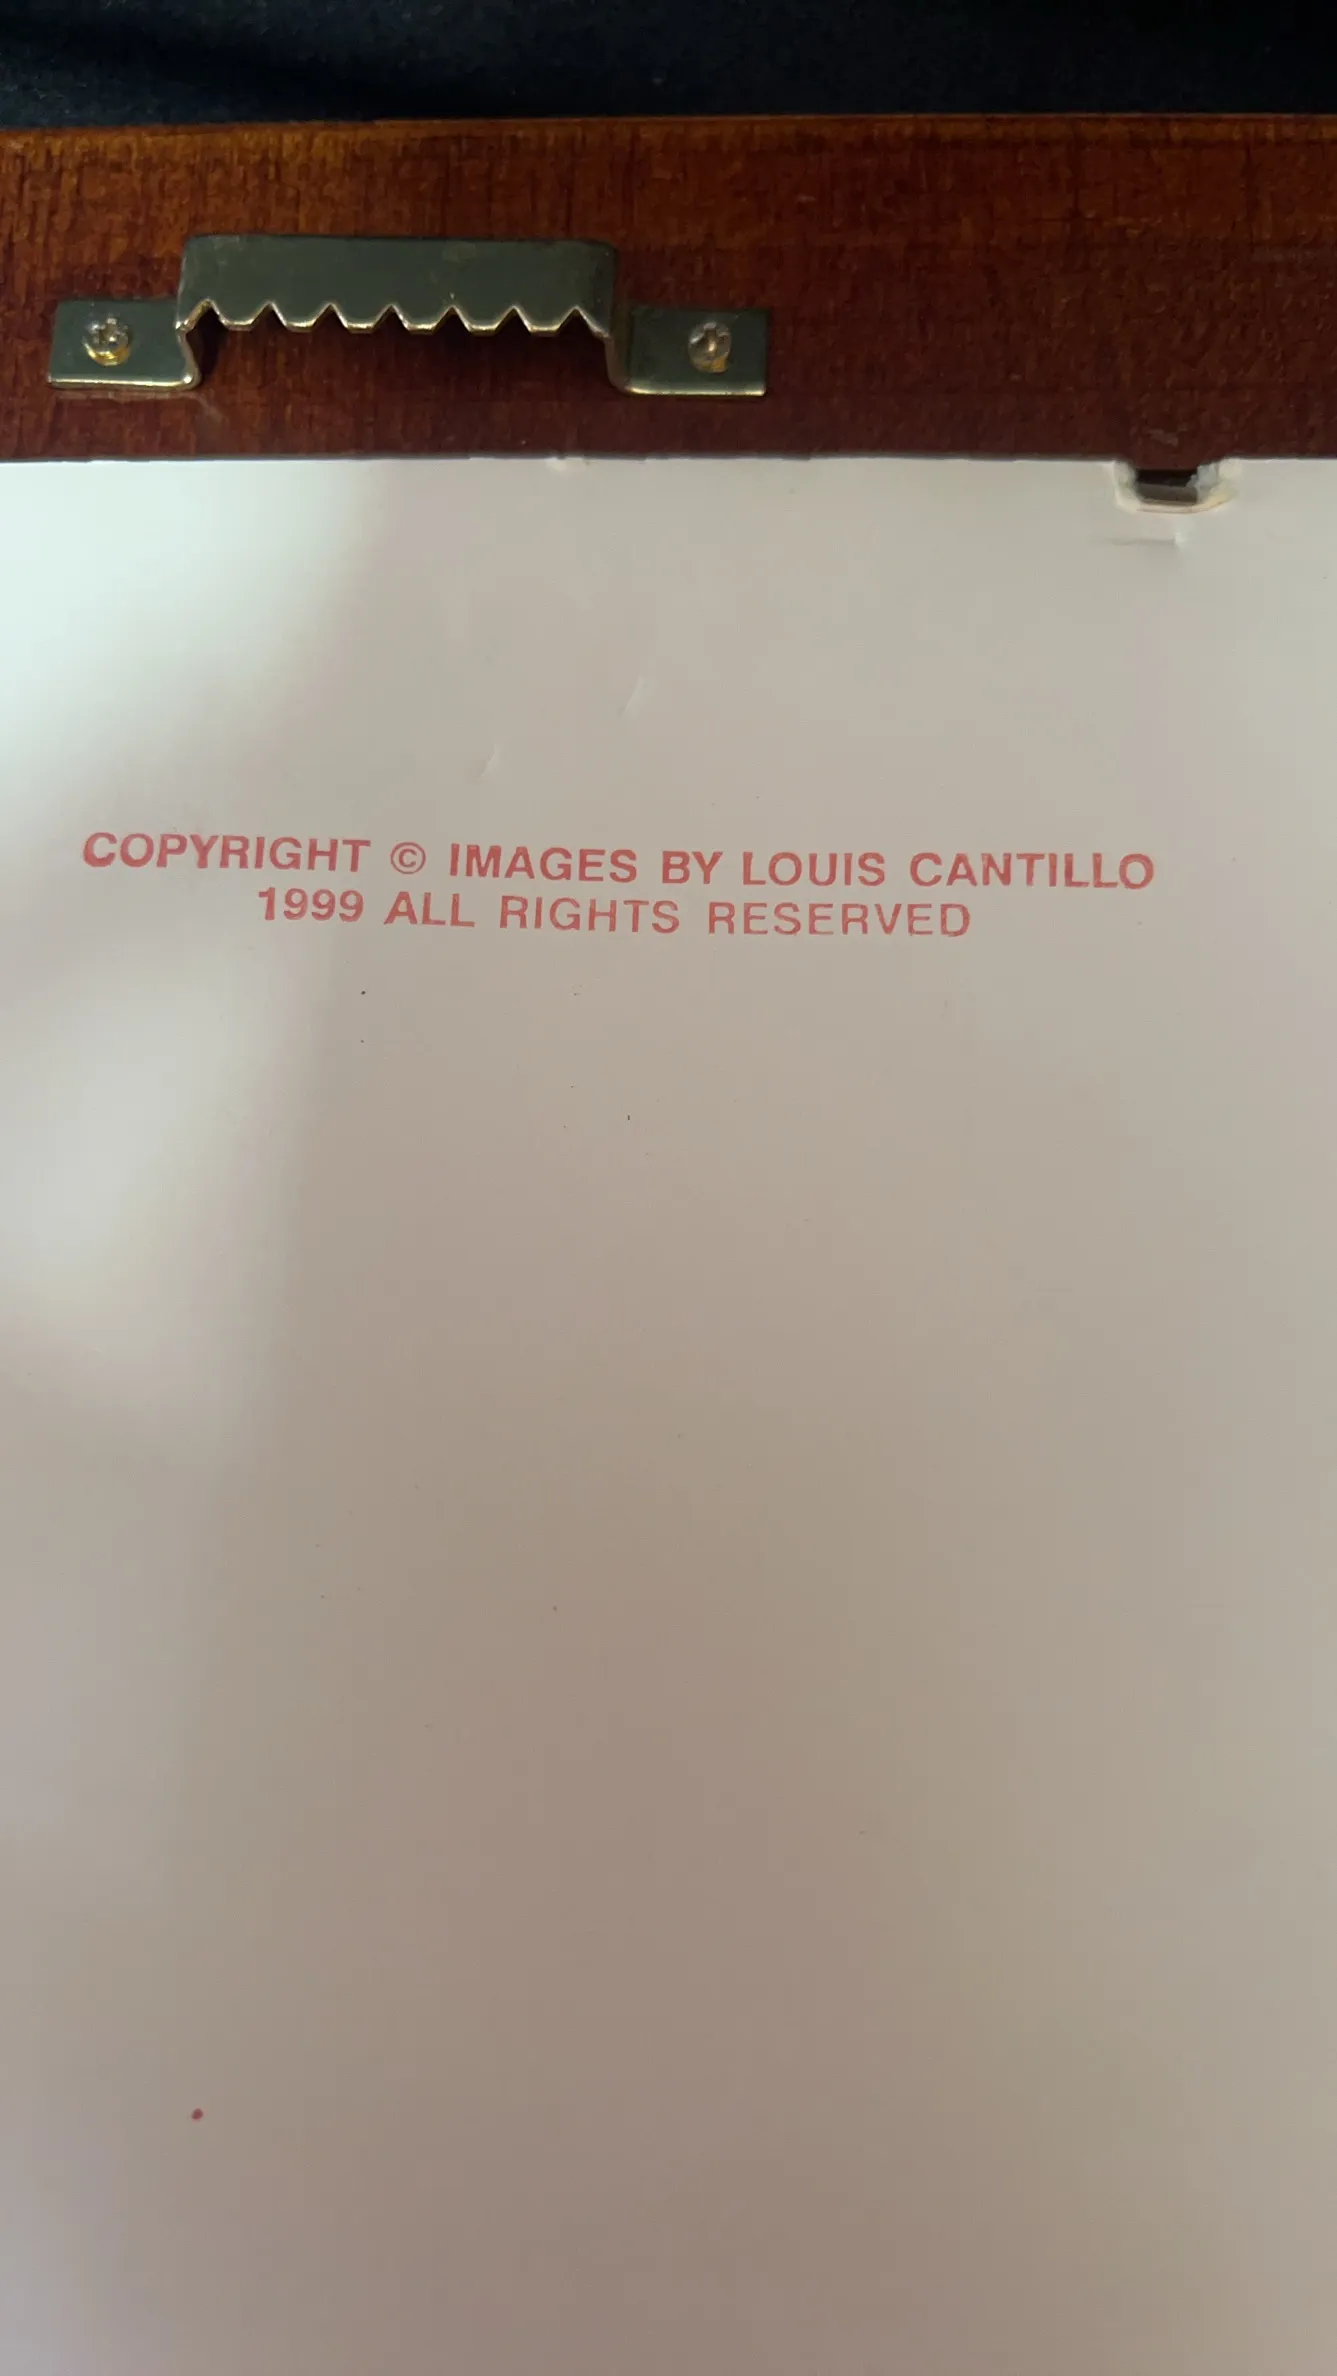 COPYRIGHT © IMAGES BY LOUIS CANTILLO
1999 ALL RIGHTS RESERVED